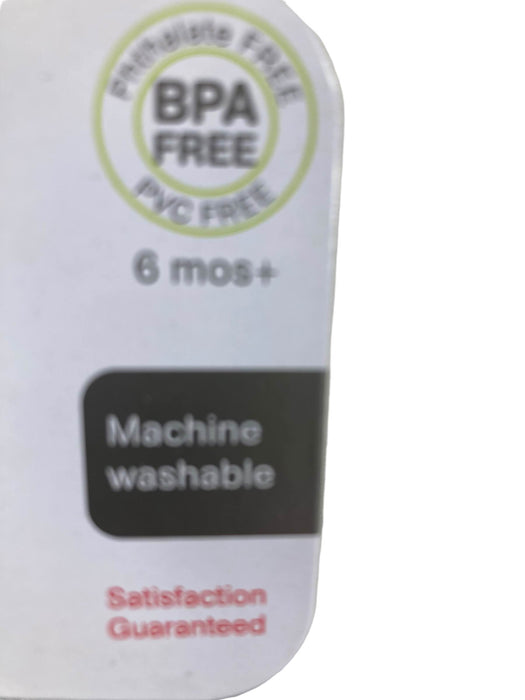 Phthalate FREE
BPA
FREE
PVC FREE
6 mos+
Machine
washable
Satisfaction
Guaranteed